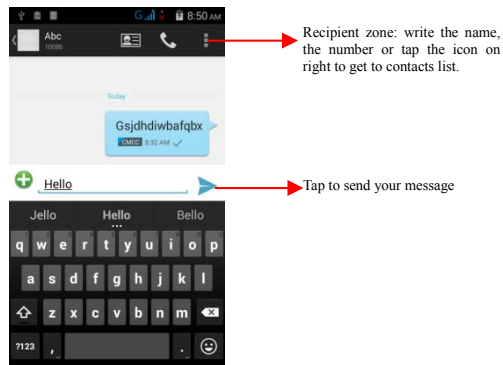 G 8:50 AM
Abc
10086
Recipient zone: write the name,
the number or tap the icon on
right to get to contacts list.
Today
Gsjdhdiwbafqbx
CMCC 8:32 AM
Hello
Tap to send your message
Jello Hello Bello
q w e r t y u i o p
a s d f g h j k l
z x c v b n m
?123 , .